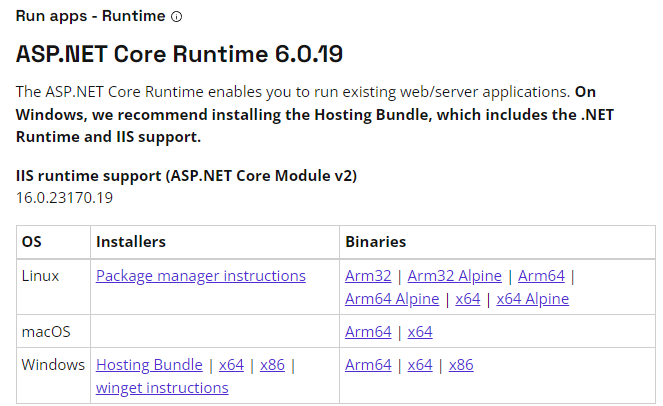 Run apps - Runtime
ASP.NET Core Runtime 6.0.19
The ASP.NET Core Runtime enables you to run existing web/server applications. On
Windows, we recommend installing the Hosting Bundle, which includes the .NET
Runtime and IIS support.
IIS runtime support (ASP.NET Core Module v2)
16.0.23170.19
OS Installers Binaries
Linux Package manager instructions Arm32 | Arm32 Alpine | Arm64 |
Arm64 Alpine | x64 | x64 Alpine
macOS Arm64 | x64
Windows Hosting Bundle | x64 | x86 | Arm64 | x64 | x86
winget instructions